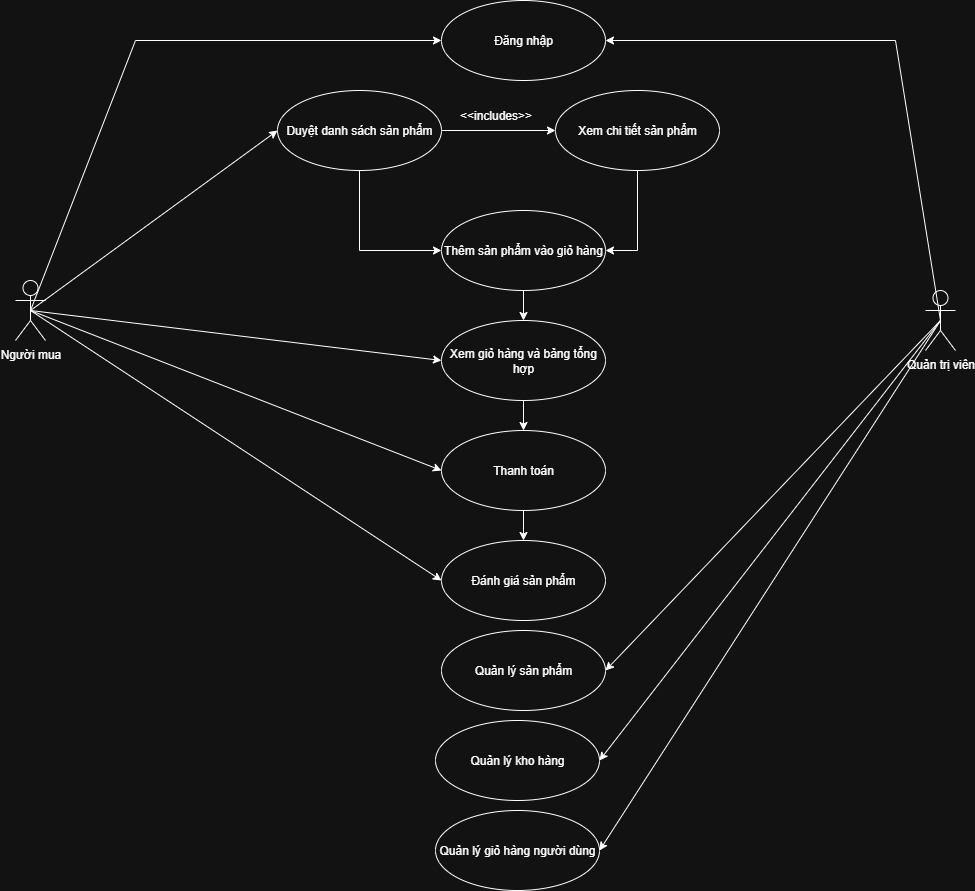 Đăng nhập
<<includes>>
Duyệt danh sách sản phẩm
Xem chi tiết sản phẩm
Thêm sản phẩm vào giỏ hàng
Người mua
Xem giỏ hàng và bảng tổng
hợp
Quản trị viên
Thanh toán
Đánh giá sản phẩm
Quản lý sản phẩm
Quản lý kho hàng
Quản lý giỏ hàng người dùng